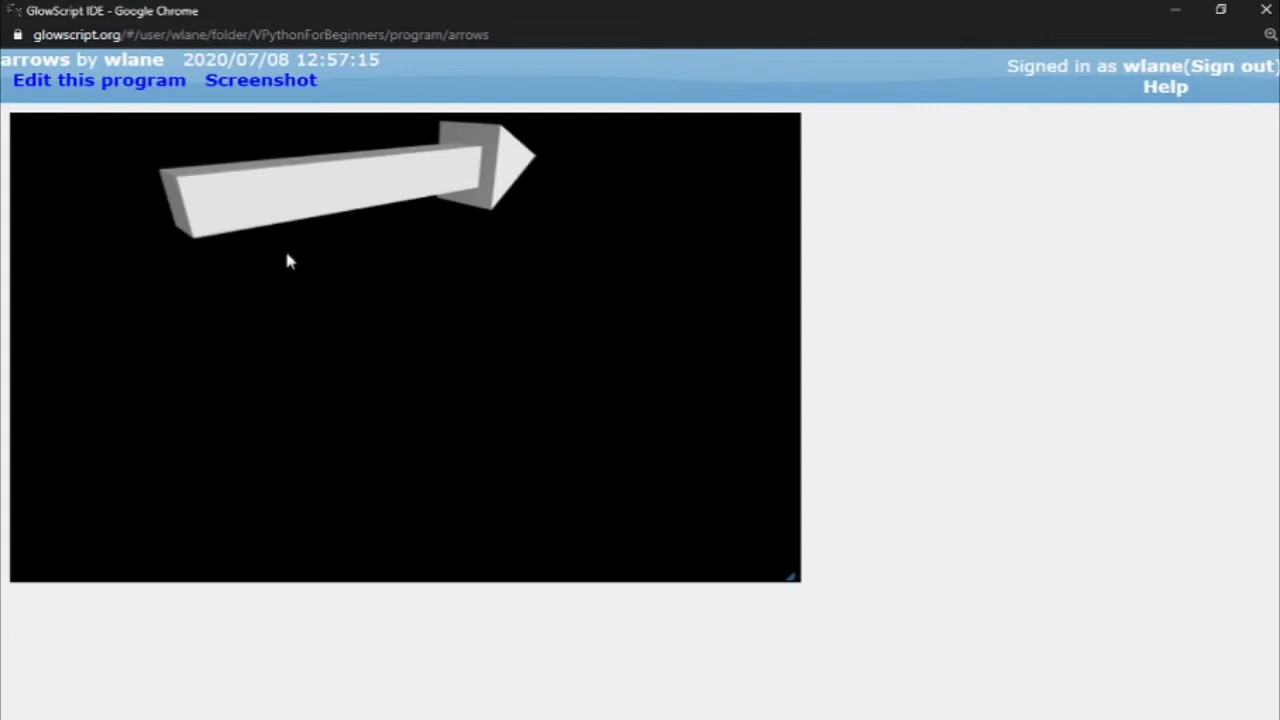 GlowScript IDE - Google Chrome
glowscript.org/#/user/wlane/folder/VPythonForBeginners/program/arrows
arrows by wlane 2020/07/08 12:57:15
Signed in as wlane(Sign out)
Edit this program Screenshot
Help